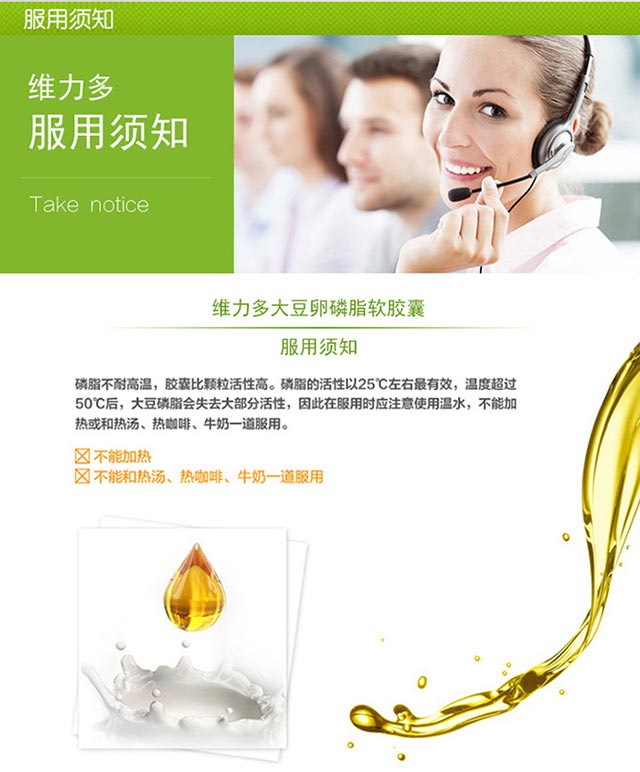 服用须知
维力多
服用须知
Take notice
维力多大豆卵磷脂软胶囊
服用须知
磷脂不耐高温，胶囊比颗粒活性高。磷脂的活性以25℃左右最有效，温度超过
50℃后，大豆磷脂会失去大部分活性，因此在服用时应注意使用温水，不能加
热或和热汤、热咖啡、牛奶一道服用。
不能加热
不能和热汤、热咖啡、牛奶一道服用